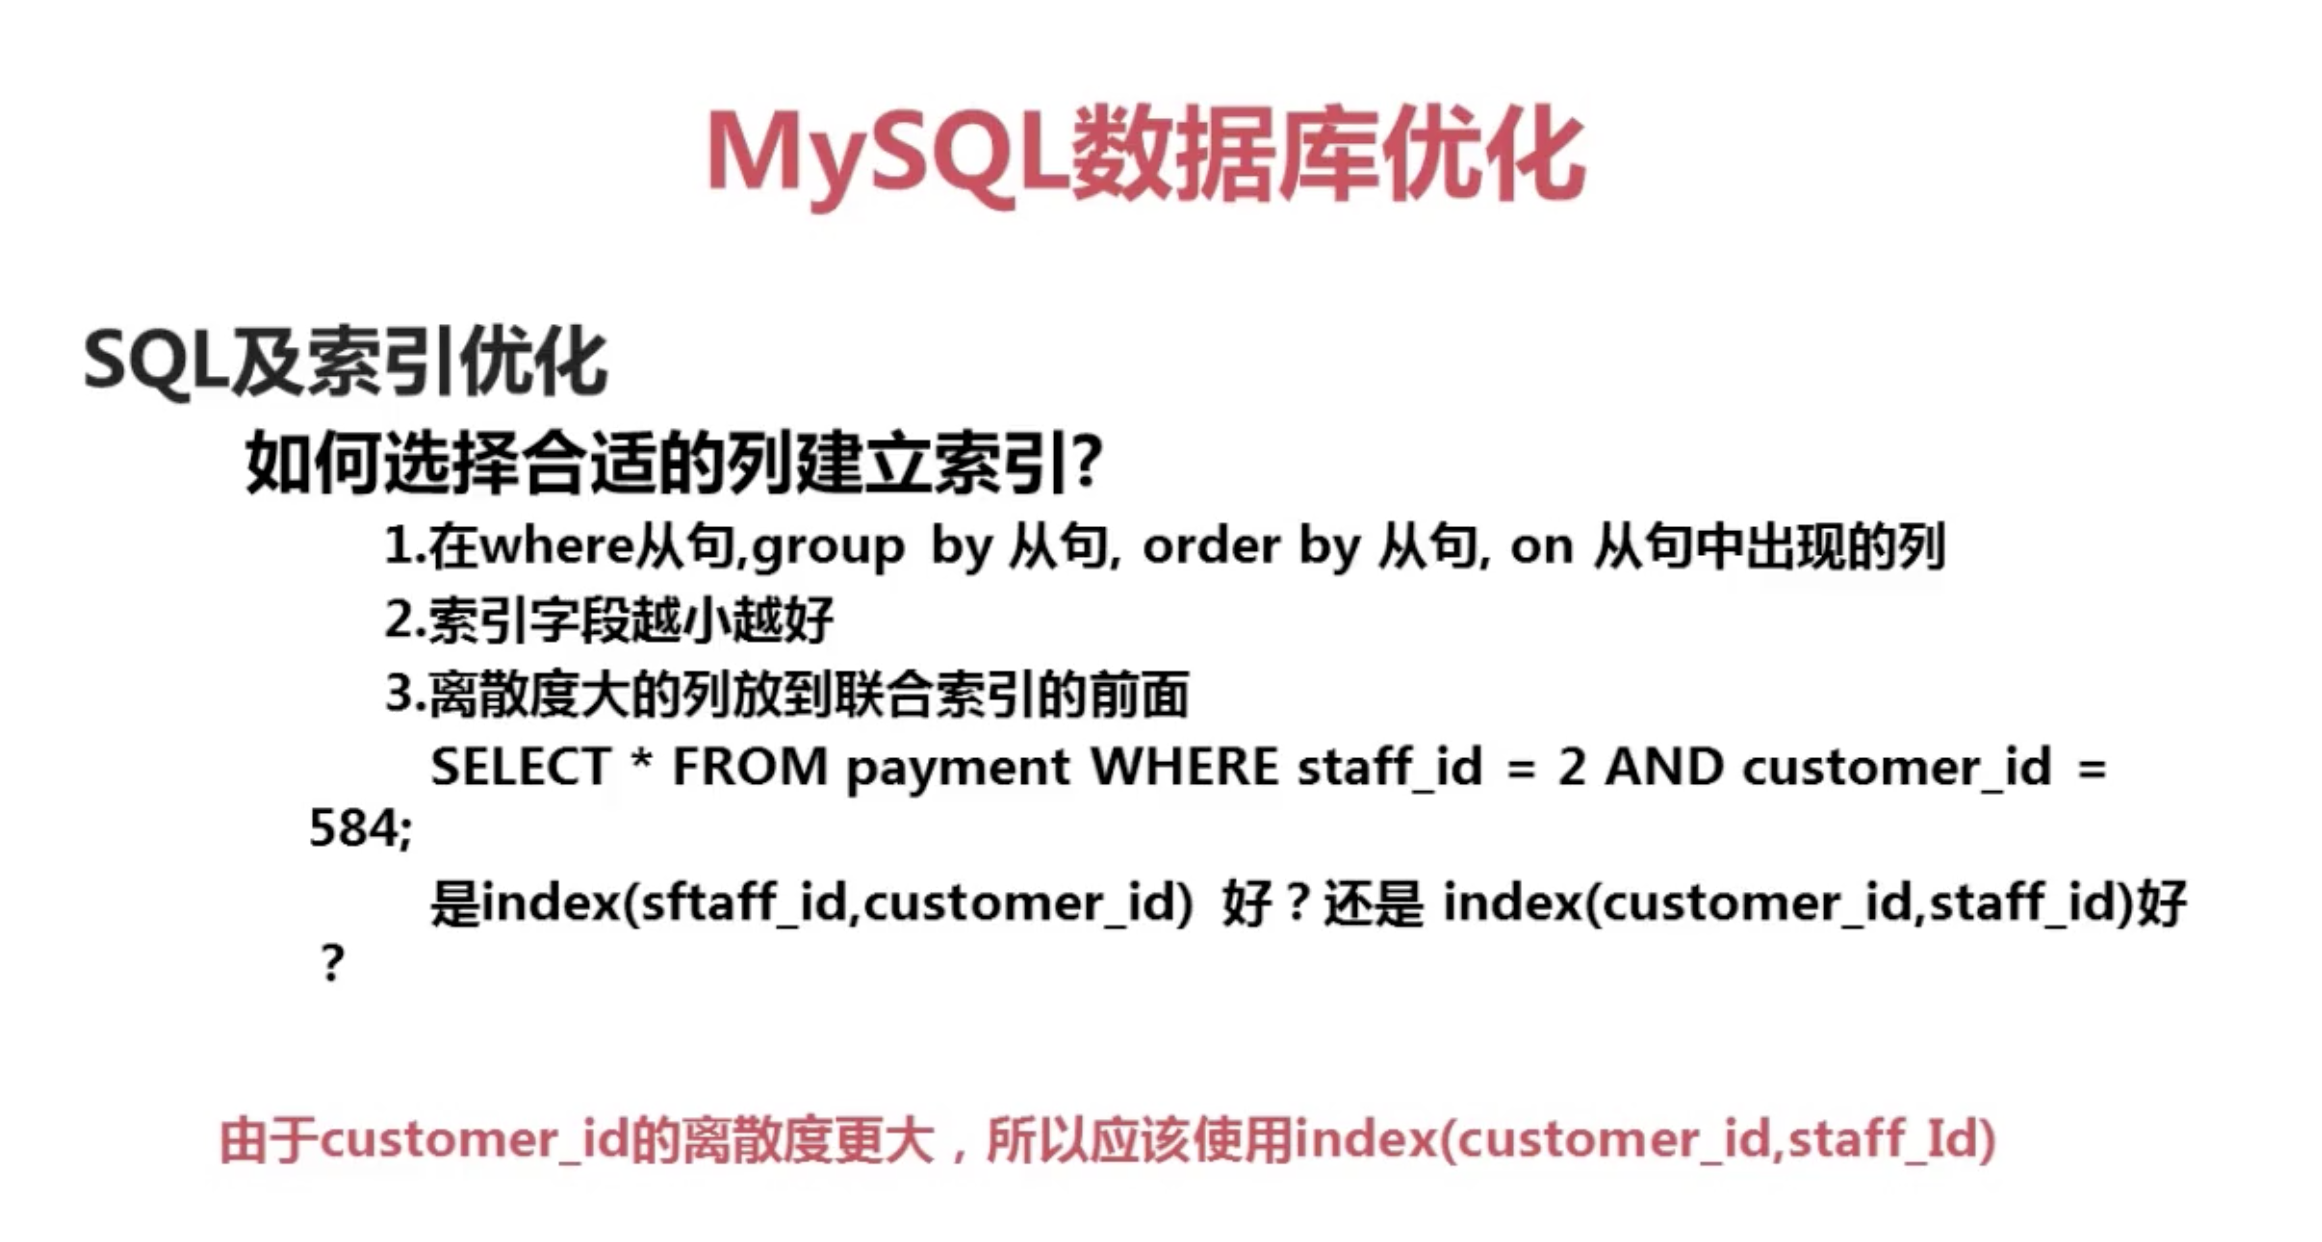 MySQL数据库优化
SQL及索引优化
如何选择合适的列建立索引?
1.在where从句,group by 从句, order by 从句, on 从句中出现的列
2.索引字段越小越好
3.离散度大的列放到联合索引的前面
SELECT * FROM payment WHERE staff_id = 2 AND customer_id =
584;
是index(sftaff_id,customer_id) 好？还是 index(customer_id,staff_id)好
？
由于customer_id的离散度更大，所以应该使用index(customer_id,staff_Id)